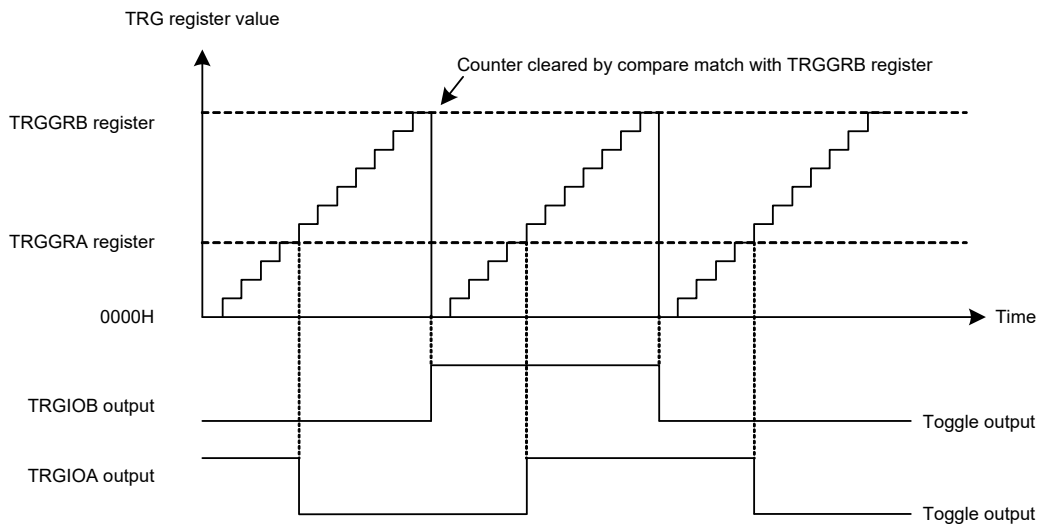 TRG register value
Counter cleared by compare match with TRGGRB register
TRGGRB register
TRGGRA register
0000H
Time
TRGIOB output
Toggle output
TRGIOA output
Toggle output